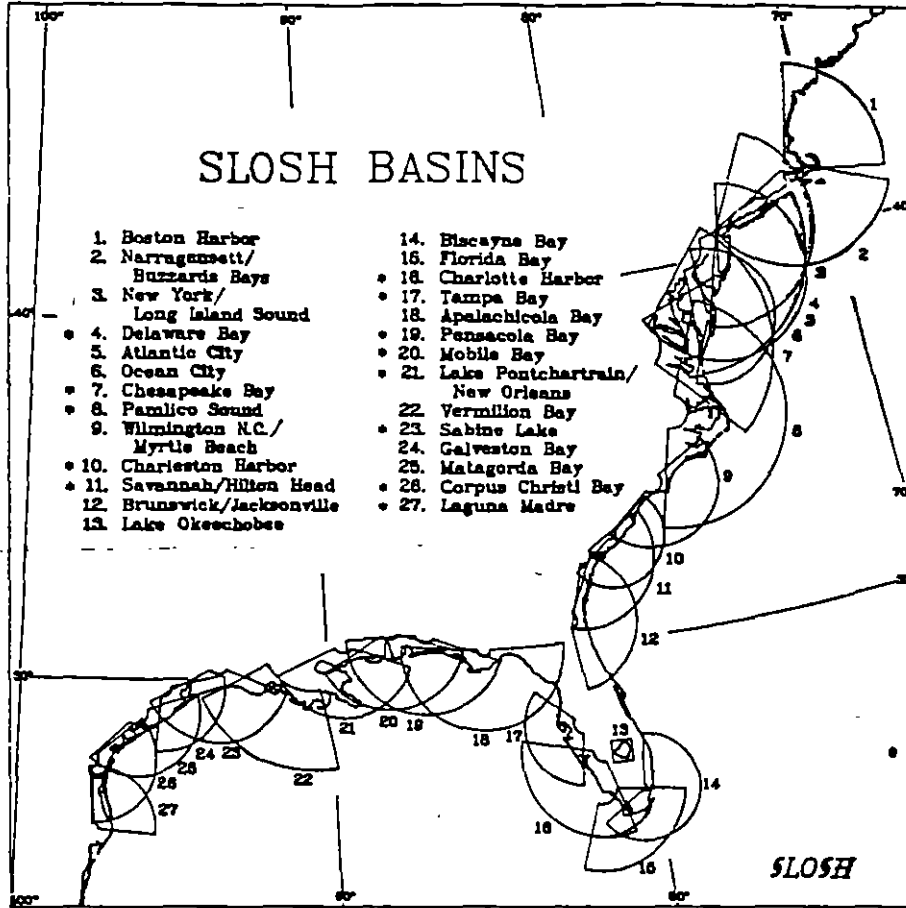 100°
90°
80°
70°
SLOSH BASINS
1. Boston Harbor
2. Narragansett/
Buzzards Bays
3. New York/
Long Island Sound
* 4. Delaware Bay
5. Atlantic City
6. Ocean City
* 7. Chesapeake Bay
* 8. Pamlico Sound
9. Wilmington N.C./
Myrtle Beach
* 10. Charleston Harbor
* 11. Savannah/Hilton Head
12. Brunswick/Jacksonville
13. Lake Okeechobee
14. Biscayne Bay
15. Florida Bay
* 16. Charlotte Harbor
* 17. Tampa Bay
18. Apalachicola Bay
* 19. Pensacola Bay
* 20. Mobile Bay
* 21. Lake Pontchartrain/
New Orleans
22. Vermilion Bay
* 23. Sabine Lake
24. Galveston Bay
25. Matagorda Bay
* 26. Corpus Christi Bay
* 27. Laguna Madre
1
40
2
3
4
5
6
7
8
9
10
11
12
13
14
15
16
17
18
19
20
21
22
23
24
25
26
27
40°
70
30°
90°
80°
SLOSH